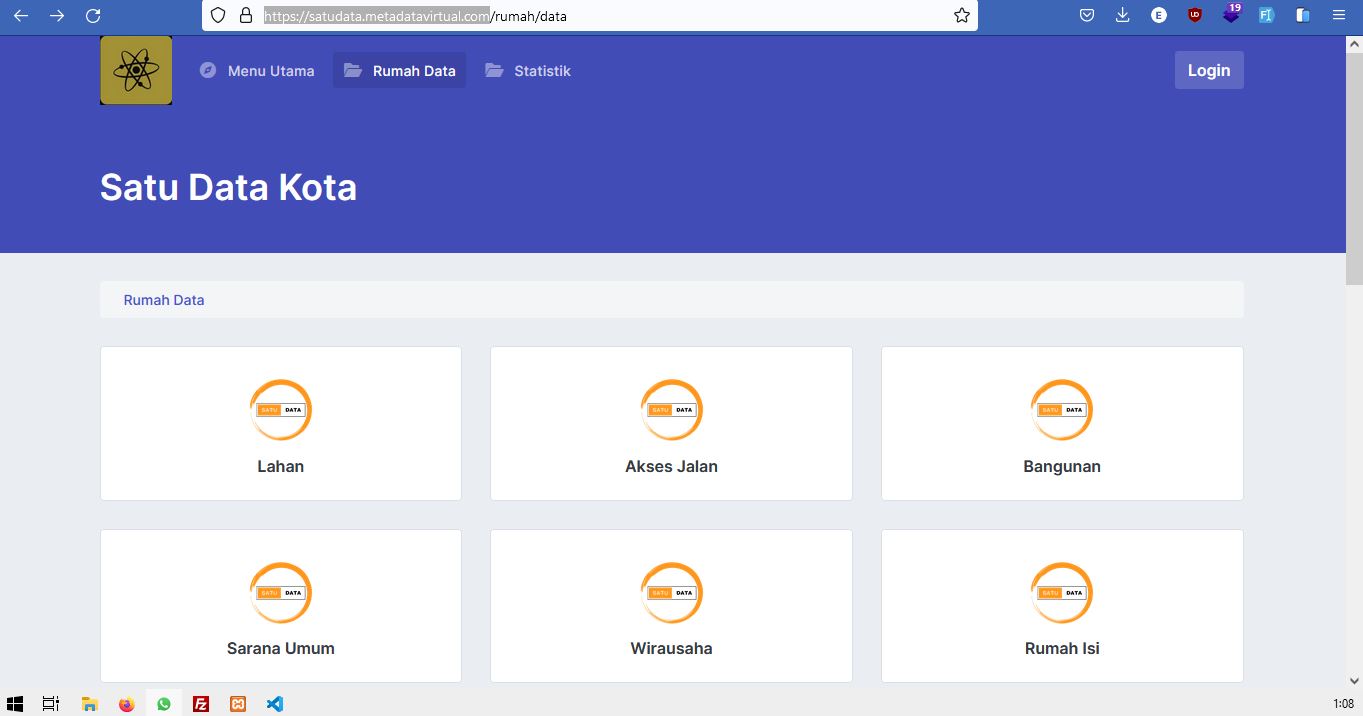 https://satudata.metadatavirtual.com/rumah/data
E
UD
19
FI
Menu Utama
Rumah Data
Statistik
Login
Satu Data Kota
Rumah Data
SATU DATA
SATU DATA
SATU DATA
Lahan
Akses Jalan
Bangunan
SATU DATA
SATU DATA
SATU DATA
Sarana Umum
Wirausaha
Rumah Isi
Fz
1:08